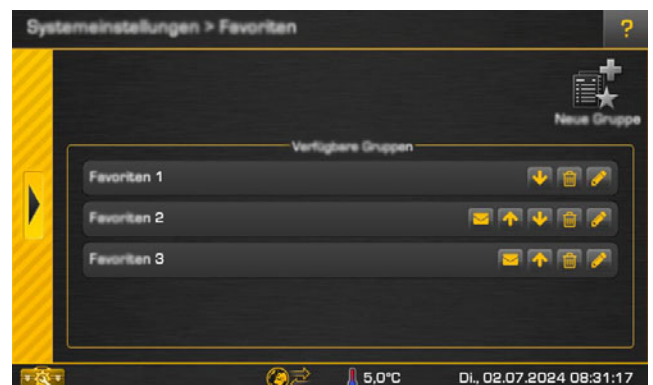 Systemeinstellungen > Favoriten
?
Neue Gruppe
Verfügbare Gruppen
Favoriten 1
Favoriten 2
Favoriten 3
5,0°C
Di., 02.07.2024 08:31:17